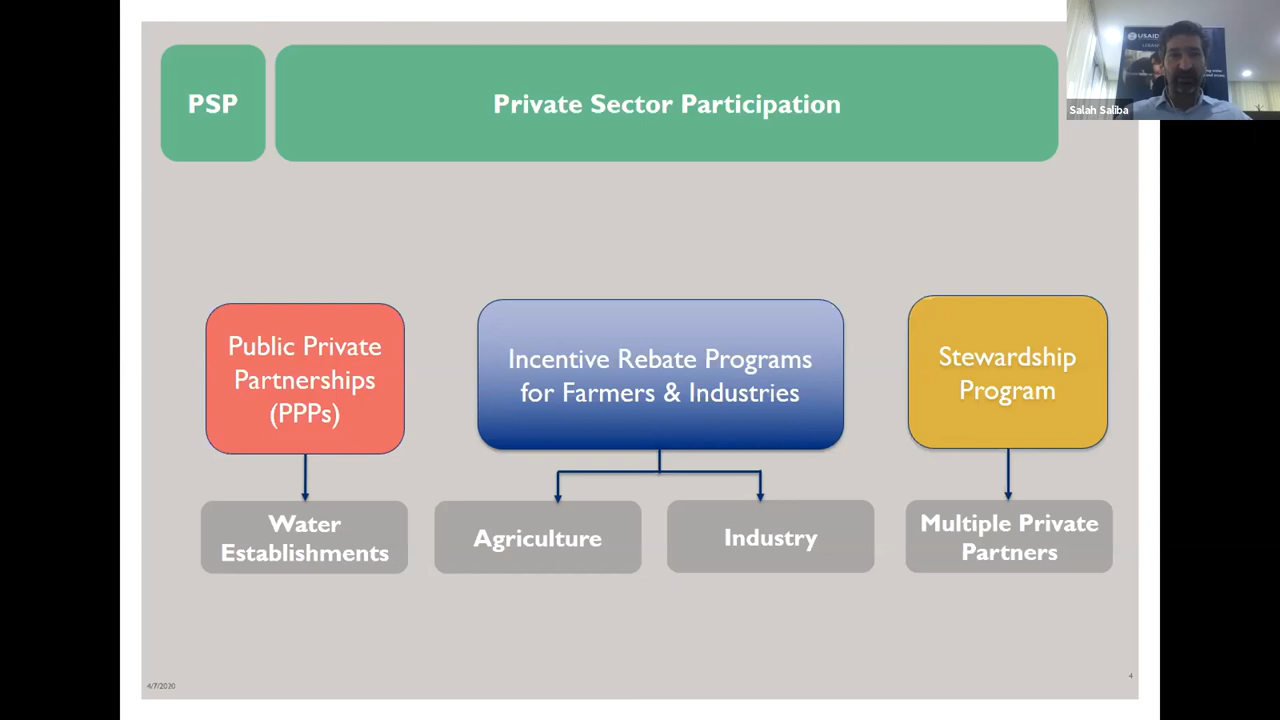 PSP
Private Sector Participation
Salah Saliba
USAID
Public Private
Partnerships
(PPPs)
Incentive Rebate Programs
for Farmers & Industries
Stewardship
Program
Water
Establishments
Agriculture
Industry
Multiple Private
Partners
4/7/2020
4